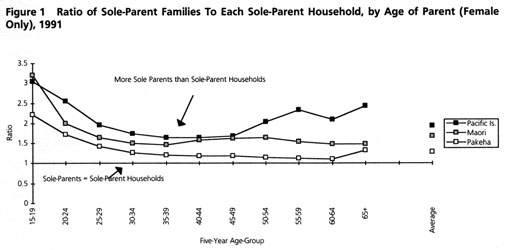 Figure 1 Ratio of Sole-Parent Families To Each Sole-Parent Household, by Age of Parent (Female
Only), 1991
3.5
3
2.5
2
1.5
1
0.5
0
Ratio
More Sole Parents than Sole-Parent Households
Sole-Parents = Sole-Parent Households
Pacific Is.
Maori
Pakeha
15-19
20-24
25-29
30-34
35-39
40-44
45-49
50-54
55-59
60-64
65+
Average
Five-Year Age-Group